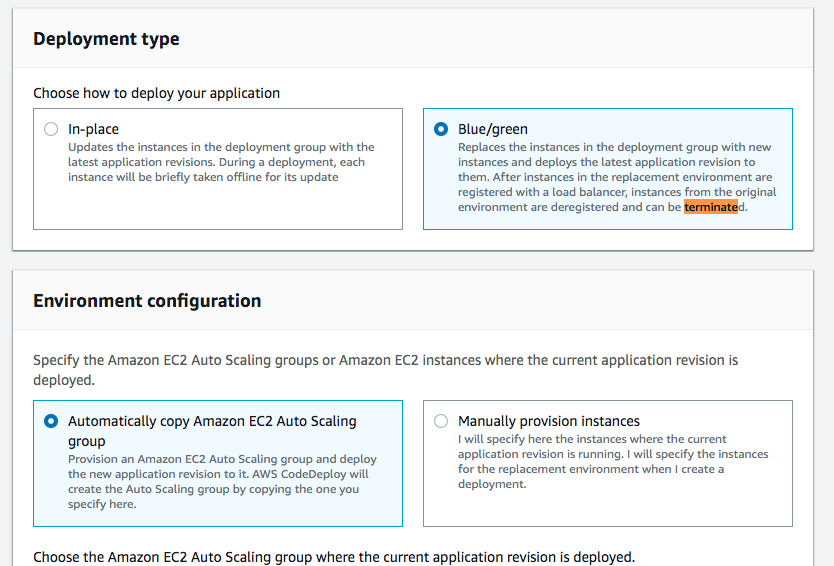 Deployment type
Choose how to deploy your application
In-place
Updates the instances in the deployment group with the
latest application revisions. During a deployment, each
instance will be briefly taken offline for its update
Blue/green
Replaces the instances in the deployment group with new
instances and deploys the latest application revision to
them. After instances in the replacement environment are
registered with a load balancer, instances from the original
environment are deregistered and can be terminated.
Environment configuration
Specify the Amazon EC2 Auto Scaling groups or Amazon EC2 instances where the current application revision is
deployed.
Automatically copy Amazon EC2 Auto Scaling
group
Provision an Amazon EC2 Auto Scaling group and deploy
the new application revision to it. AWS CodeDeploy will
create the Auto Scaling group by copying the one you
specify here.
Manually provision instances
I will specify here the instances where the current
application revision is running. I will specify the instances
for the replacement environment when I create a
deployment.
Choose the Amazon EC2 Auto Scaling group where the current application revision is deployed.